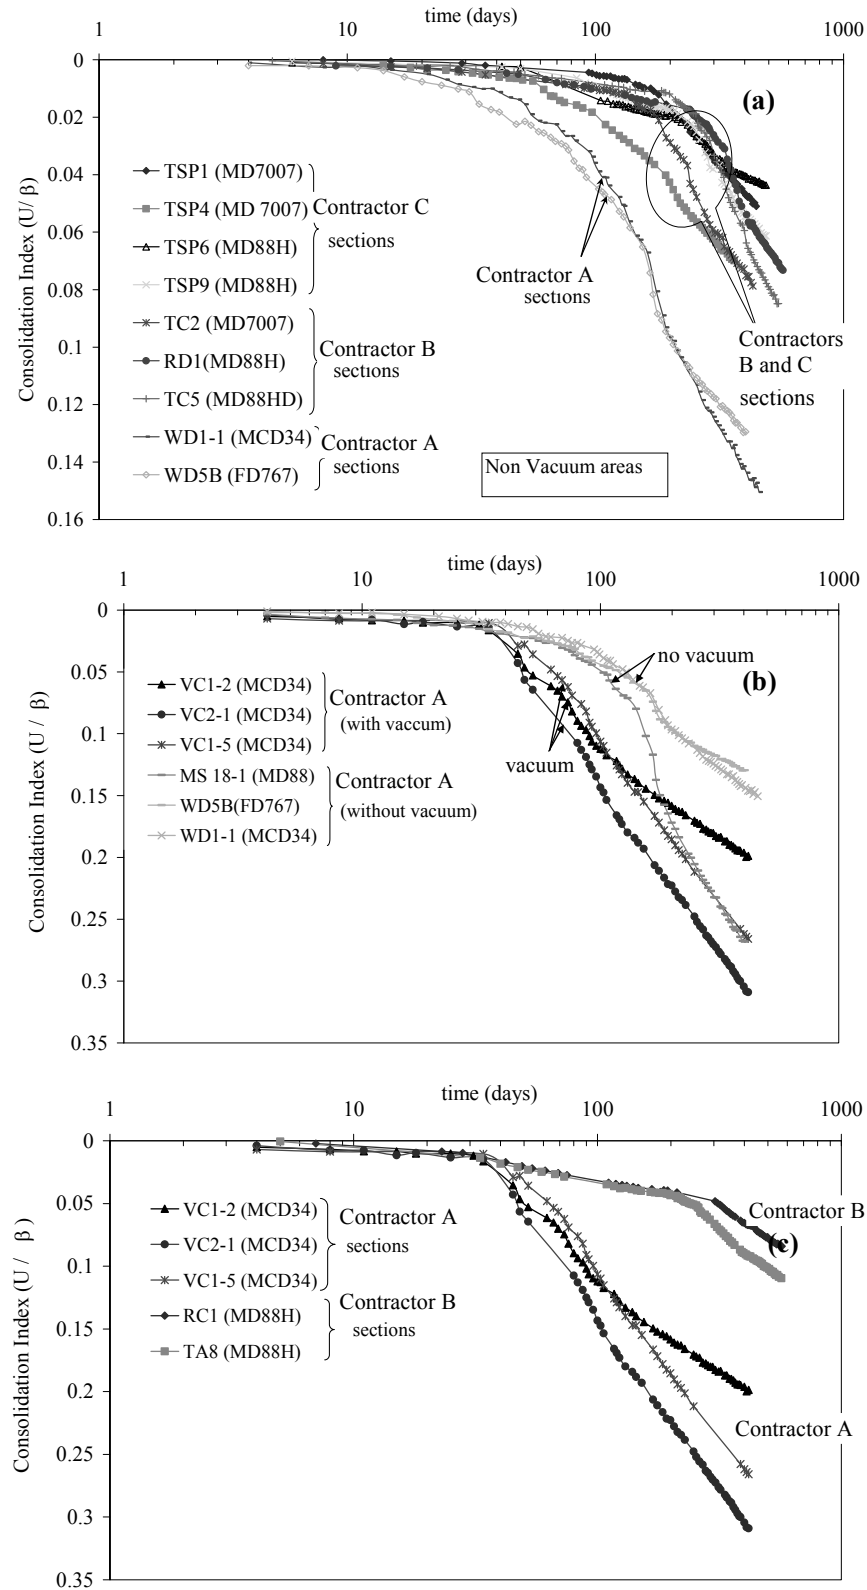 time (days)
1 10 100 1000
0
0.02
0.04
0.06
0.08
0.1
0.12
0.14
0.16
Consolidation Index (U/ β)
(a)
TSP1 (MD7007)
TSP4 (MD 7007)
TSP6 (MD88H)
TSP9 (MD88H)
Contractor C
sections
TC2 (MD7007)
RD1(MD88H)
TC5 (MD88HD)
Contractor B
sections
WD1-1 (MCD34)
WD5B (FD767)
Contractor A
sections
Contractor A
sections
Contractors
B and C
sections
Non Vacuum areas
time (days)
1 10 100 1000
0
0.05
0.1
0.15
0.2
0.25
0.3
0.35
Consolidation Index (U / β)
(b)
no vacuum
vacuum
VC1-2 (MCD34)
VC2-1 (MCD34)
VC1-5 (MCD34)
Contractor A
(with vaccum)
MS 18-1 (MD88)
WD5B(FD767)
WD1-1 (MCD34)
Contractor A
(without vacuum)
time (days)
1 10 100 1000
0
0.05
0.1
0.15
0.2
0.25
0.3
0.35
Consolidation Index (U / β)
VC1-2 (MCD34)
VC2-1 (MCD34)
VC1-5 (MCD34)
Contractor A
sections
RC1 (MD88H)
TA8 (MD88H)
Contractor B
sections
Contractor B
(c)
Contractor A